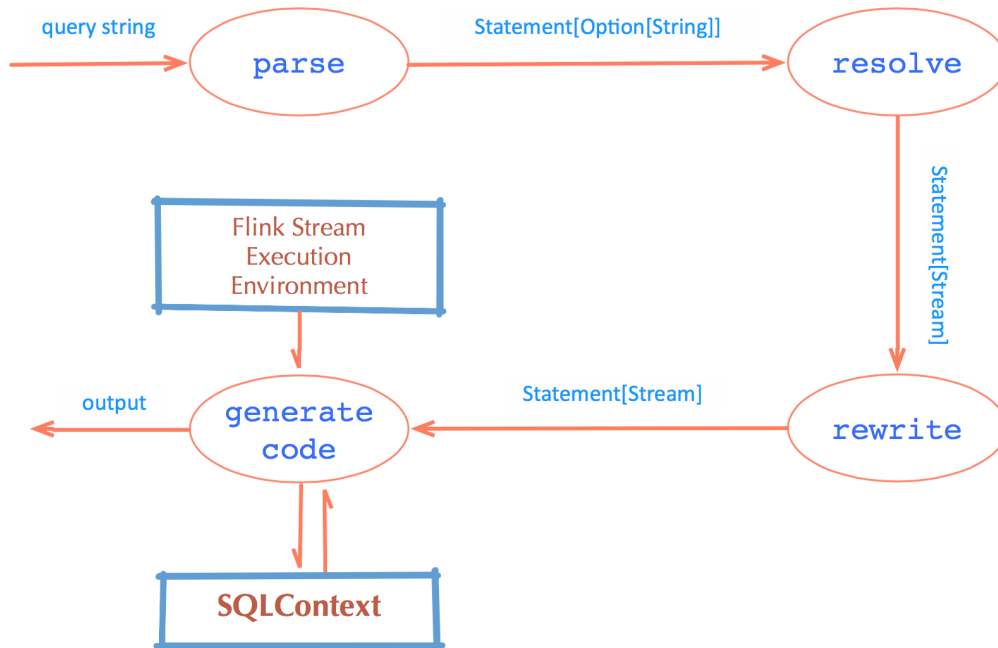 query string
Statement[Option[String]]
parse
resolve
Statement[Stream]
Flink Stream
Execution
Environment
output
generate
code
Statement[Stream]
rewrite
SQLContext